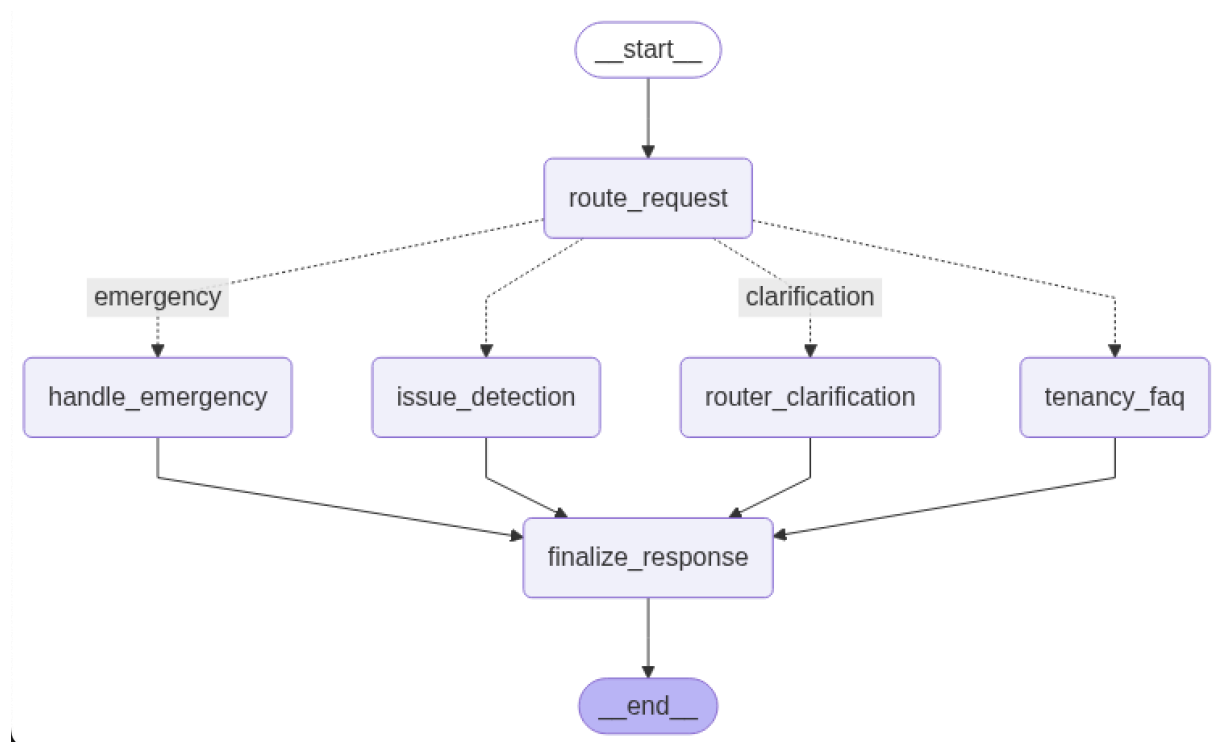 __start__
route_request
emergency
clarification
handle_emergency
issue_detection
router_clarification
tenancy_faq
finalize_response
__end__